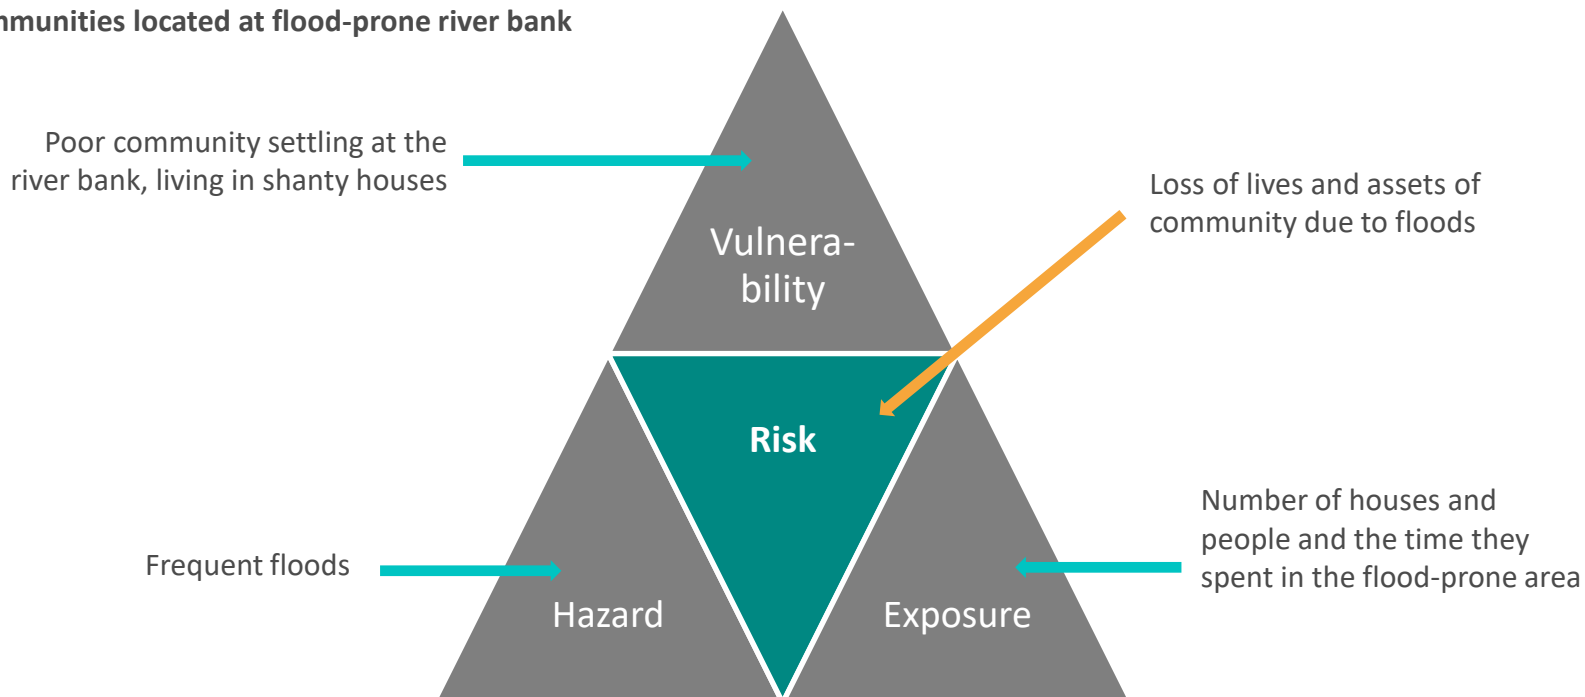 mmunities located at flood-prone river bank
Poor community settling at the
river bank, living in shanty houses
Loss of lives and assets of
community due to floods
Vulnera-
bility
Risk
Number of houses and
people and the time they
spent in the flood-prone area
Frequent floods
Hazard
Exposure